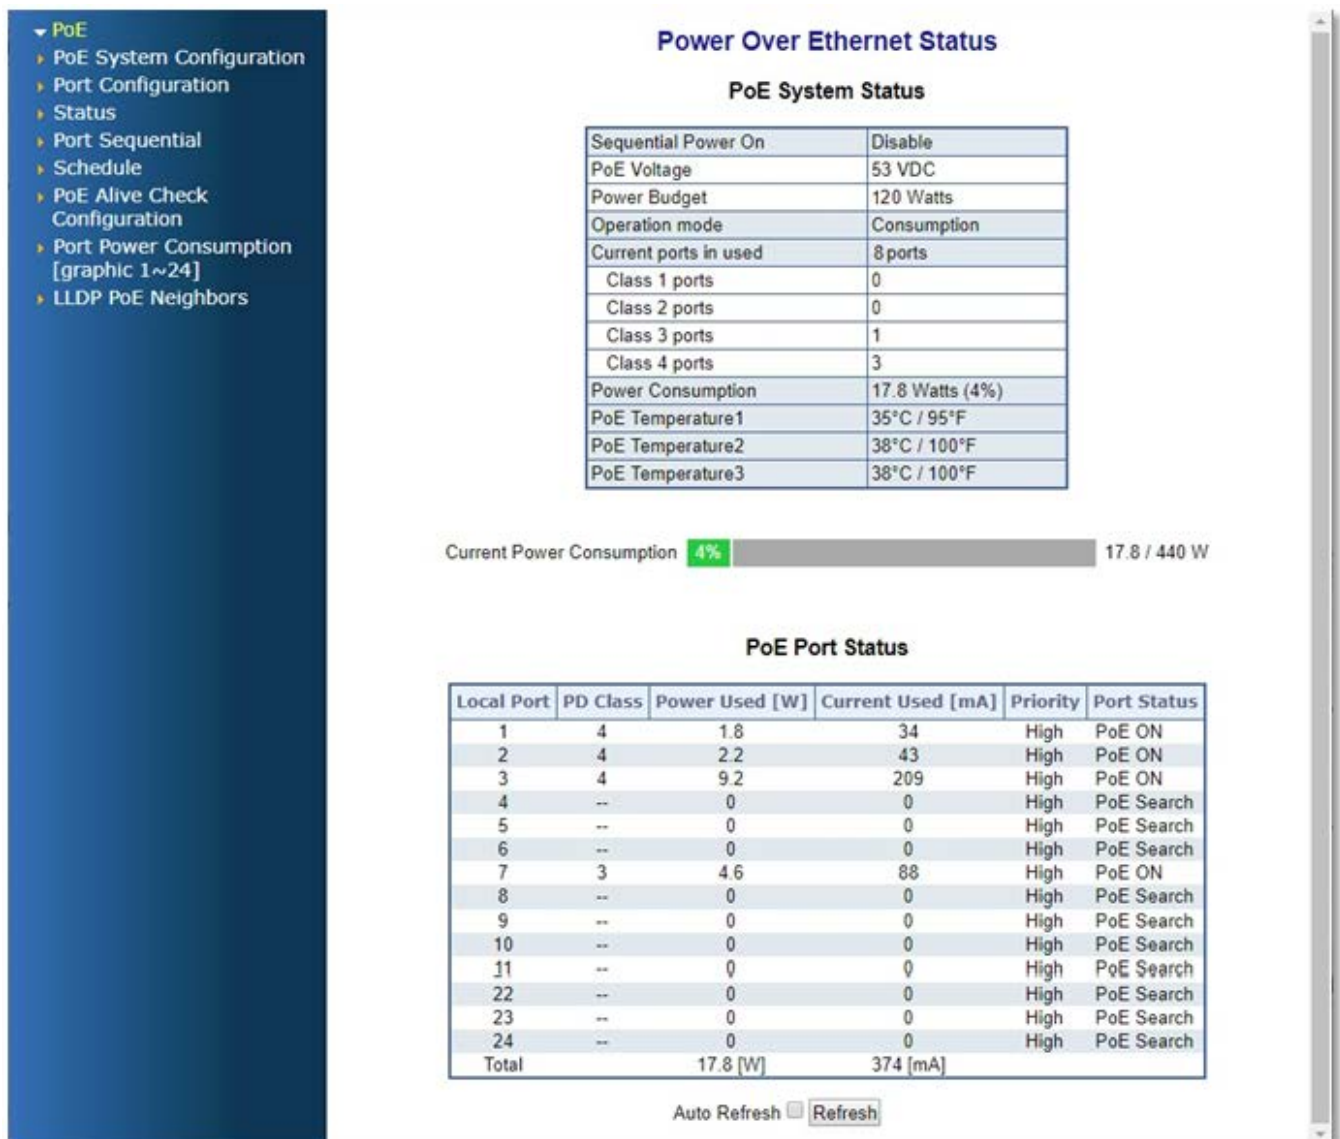 PoE
PoE System Configuration
Port Configuration
Status
Port Sequential
Schedule
PoE Alive Check
Configuration
Port Power Consumption
[graphic 1~24]
LLDP PoE Neighbors
Power Over Ethernet Status
PoE System Status
Sequential Power On Disable
PoE Voltage 53 VDC
Power Budget 120 Watts
Operation mode Consumption
Current ports in used 8 ports
Class 1 ports 0
Class 2 ports 0
Class 3 ports 1
Class 4 ports 3
Power Consumption 17.8 Watts (4%)
PoE Temperature1 35°C / 95°F
PoE Temperature2 38°C / 100°F
PoE Temperature3 38°C / 100°F
Current Power Consumption 4% 17.8 / 440 W
PoE Port Status
Local Port PD Class Power Used [W] Current Used [mA] Priority Port Status
1 4 1.8 34 High PoE ON
2 4 2.2 43 High PoE ON
3 4 9.2 209 High PoE ON
4 -- 0 0 High PoE Search
5 -- 0 0 High PoE Search
6 -- 0 0 High PoE Search
7 3 4.6 88 High PoE ON
8 -- 0 0 High PoE Search
9 -- 0 0 High PoE Search
10 -- 0 0 High PoE Search
11 -- 0 0 High PoE Search
22 -- 0 0 High PoE Search
23 -- 0 0 High PoE Search
24 -- 0 0 High PoE Search
Total 17.8 [W] 374 [mA]
Auto Refresh Refresh